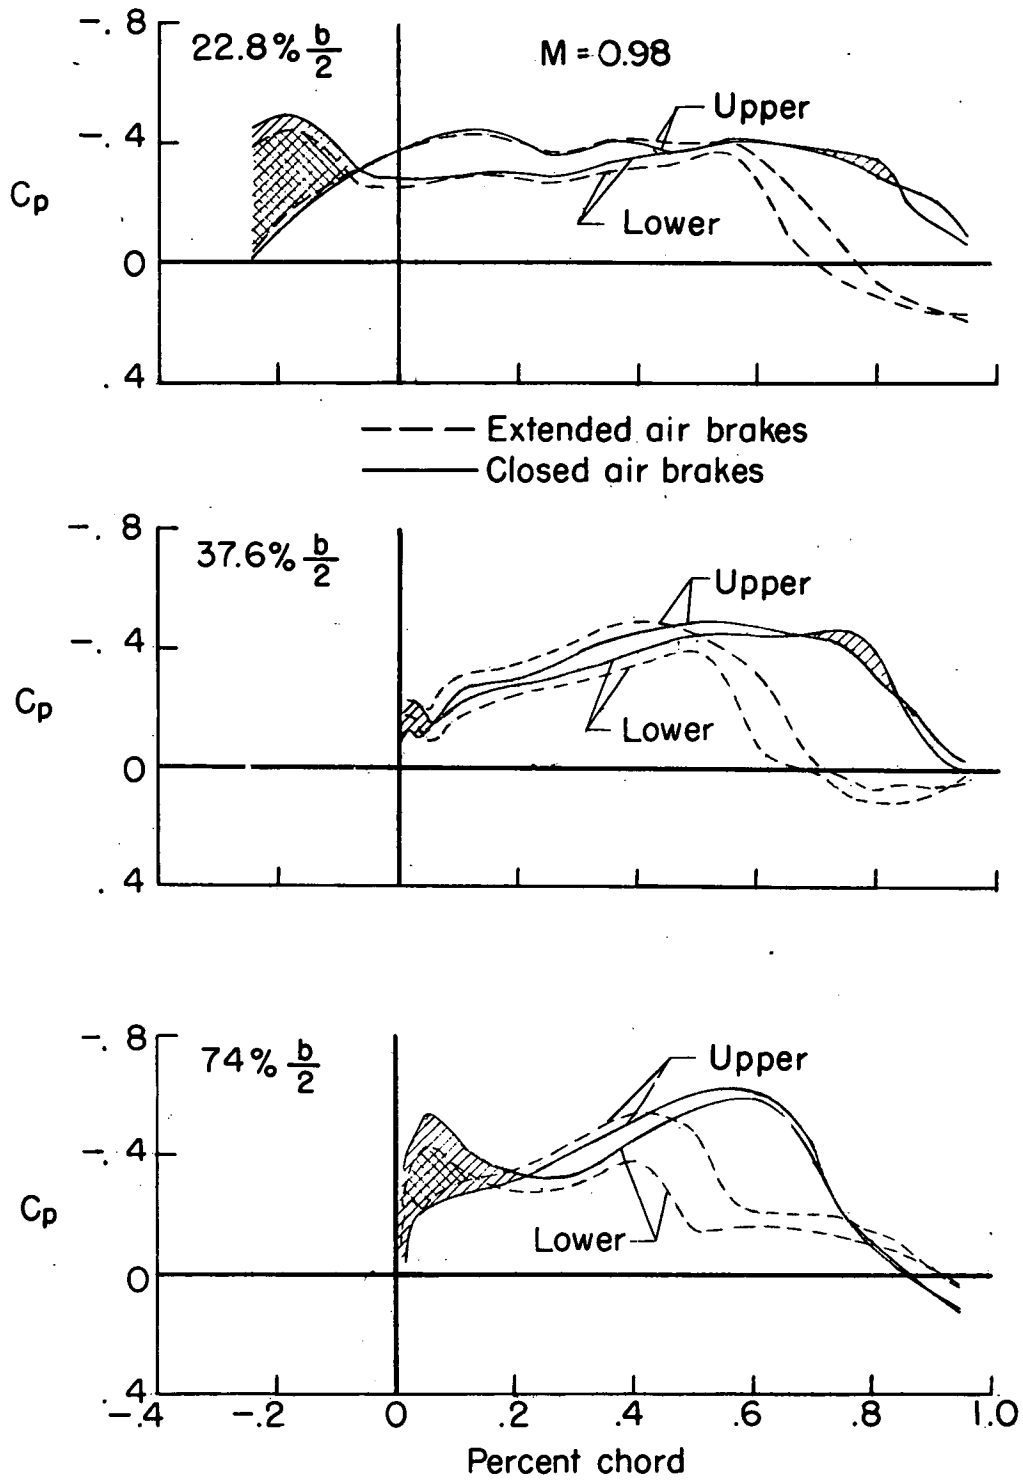 -.8
22.8% b/2
M = 0.98
Upper
-.4
Cp
Lower
0
.4
Extended air brakes
Closed air brakes
-.8
37.6% b/2
Upper
-.4
Cp
Lower
0
.4
-.8
74% b/2
Upper
-.4
Cp
Lower
0
.4
-.4 -.2 0 .2 .4 .6 .8 1.0
Percent chord